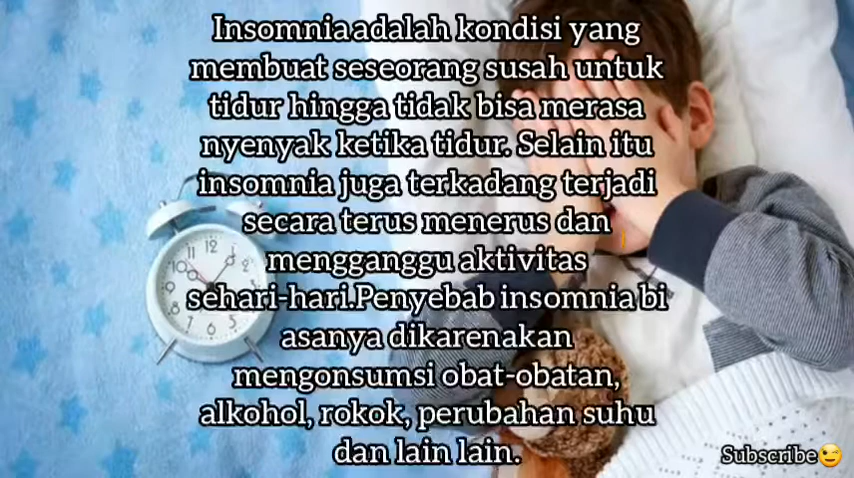 Insomnia adalah kondisi yang
membuat seseorang susah untuk
tidur hingga tidak bisa merasa
nyenyak ketika tidur. Selain itu
insomnia juga terkadang terjadi
secara terus menerus dan
mengganggu aktivitas
sehari-hari.Penyebab insomnia bi
asanya dikarenakan
mengonsumsi obat-obatan,
alkohol, rokok, perubahan suhu
dan lain lain.
Subscribe😉